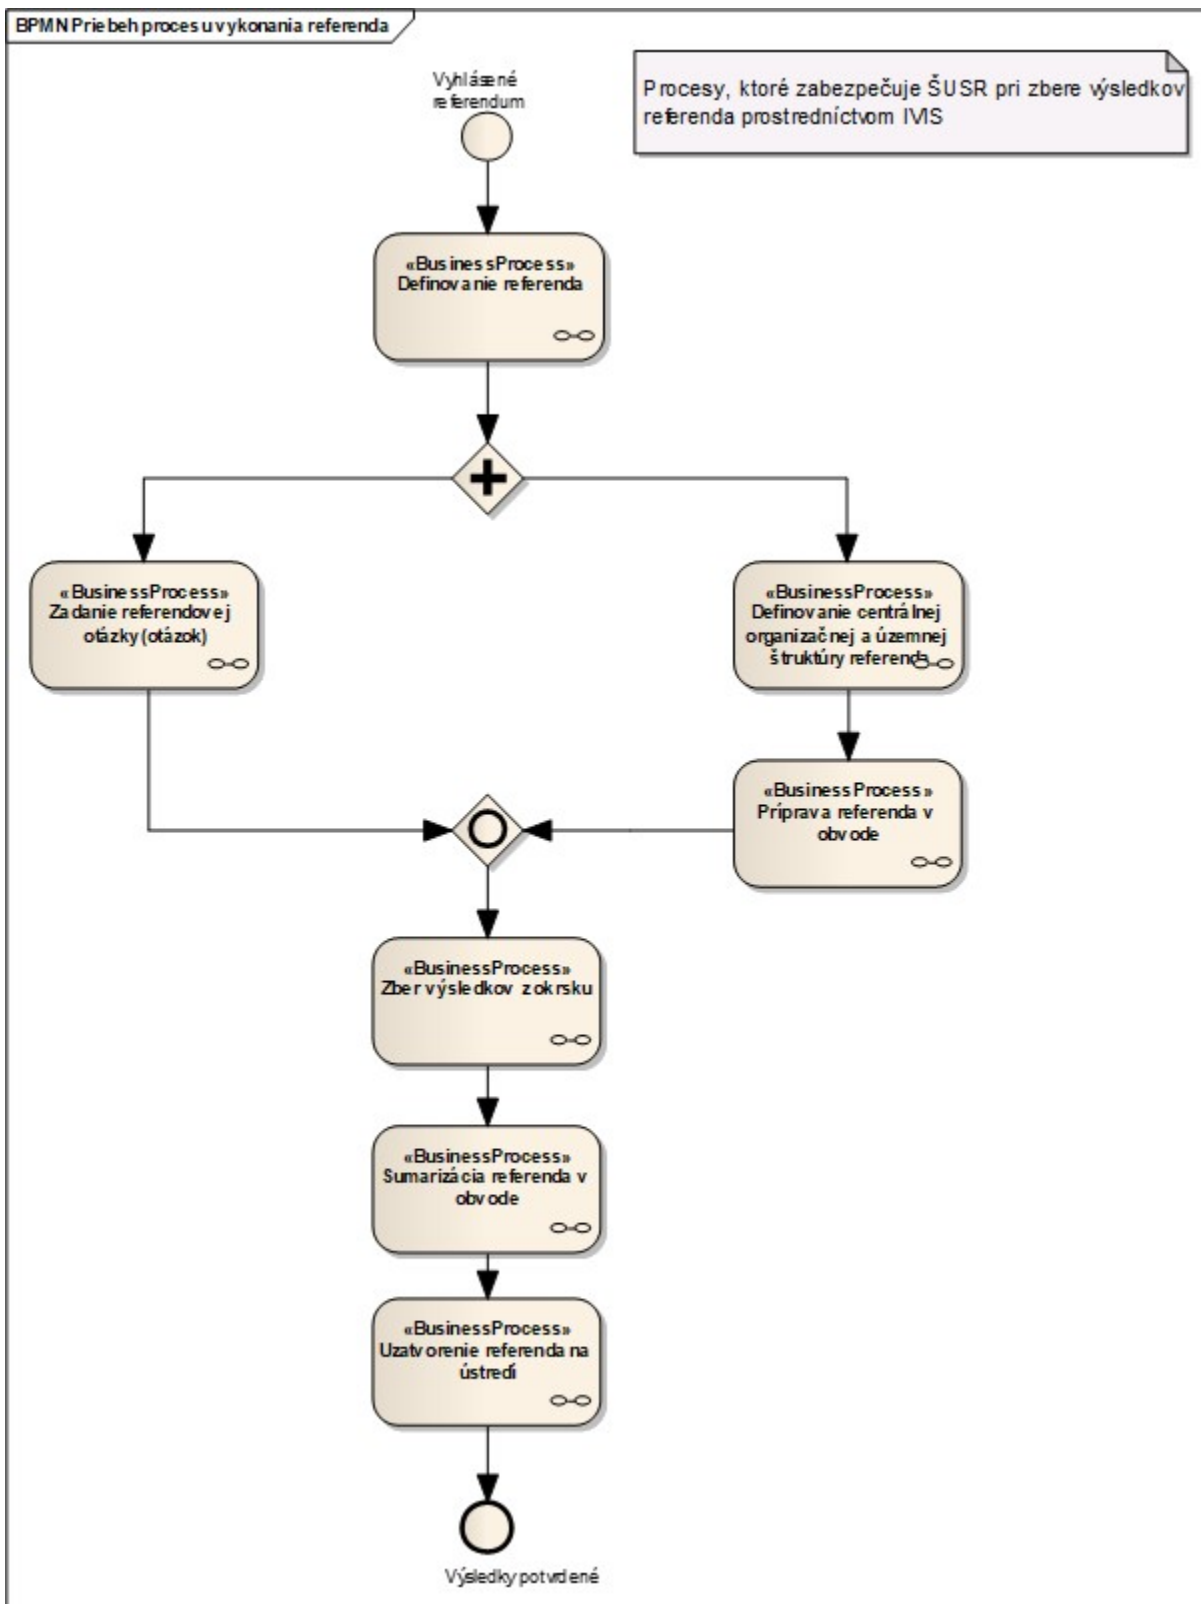 BPMN Priebeh procesu vykonania referenda
Vyhlásené
referendum
Procesy, ktoré zabezpečuje ŠUSR pri zbere výsledkov
referenda prostredníctvom IVIS
«BusinessProcess»
Definovanie referenda
«BusinessProcess»
Zadanie referendovej
otázky (otázok)
«BusinessProcess»
Definovanie centrálnej
organizačnej a územnej
štruktúry referenda
«BusinessProcess»
Príprava referenda v
obvode
«BusinessProcess»
Zber výsledkov z okrsku
«BusinessProcess»
Sumarizácia referenda v
obvode
«BusinessProcess»
Uzatvorenie referenda na
ústredí
Výsledky potvrdené